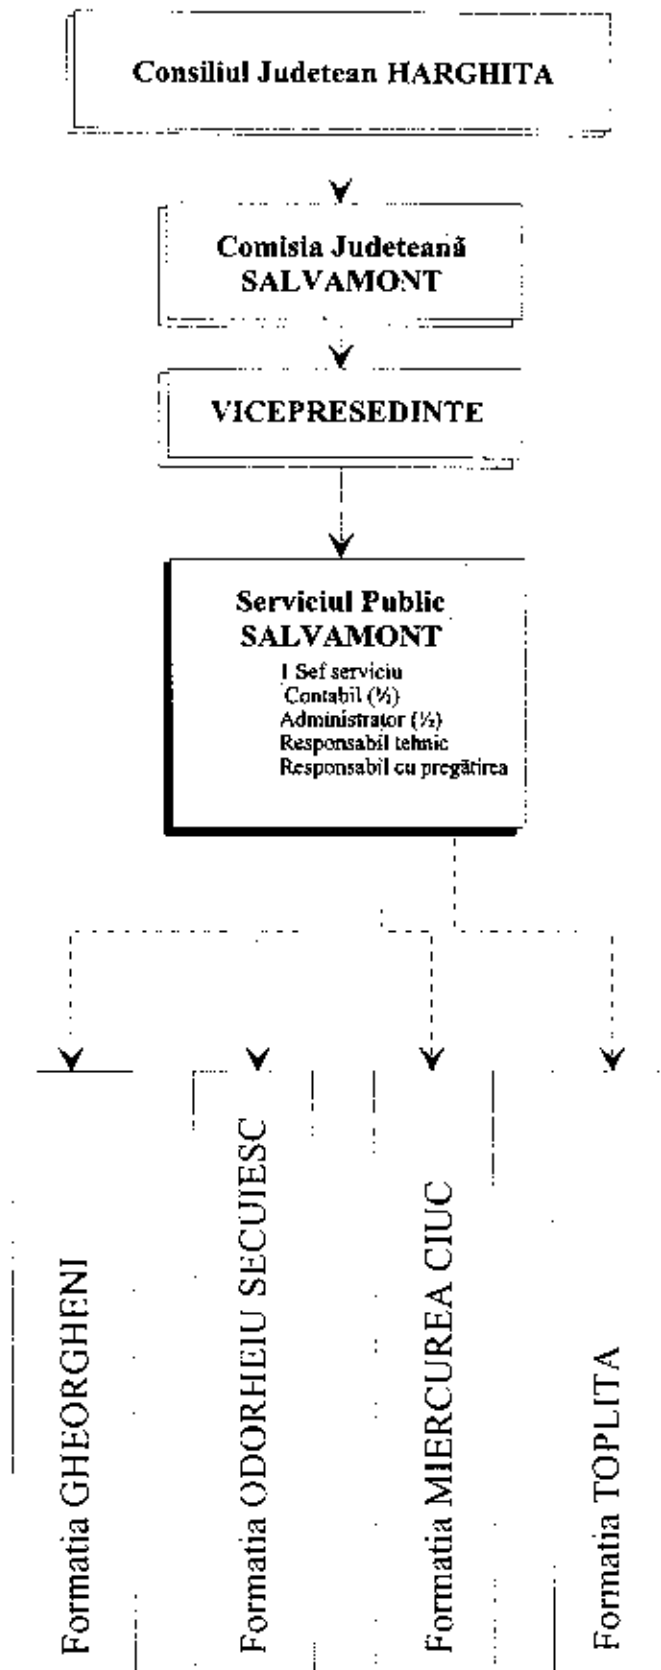 Consiliul Judetean HARGHITA
Comisia Judeteană
SALVAMONT
VICEPRESEDINTE
Serviciul Public
SALVAMONT
1 Sef serviciu
Contabil (½)
Administrator (½)
Responsabil tehnic
Responsabil cu pregătirea
Formatia GHEORGHENI
Formatia ODORHEIU SECUIESC
Formatia MIERCUREA CIUC
Formatia TOPLITA